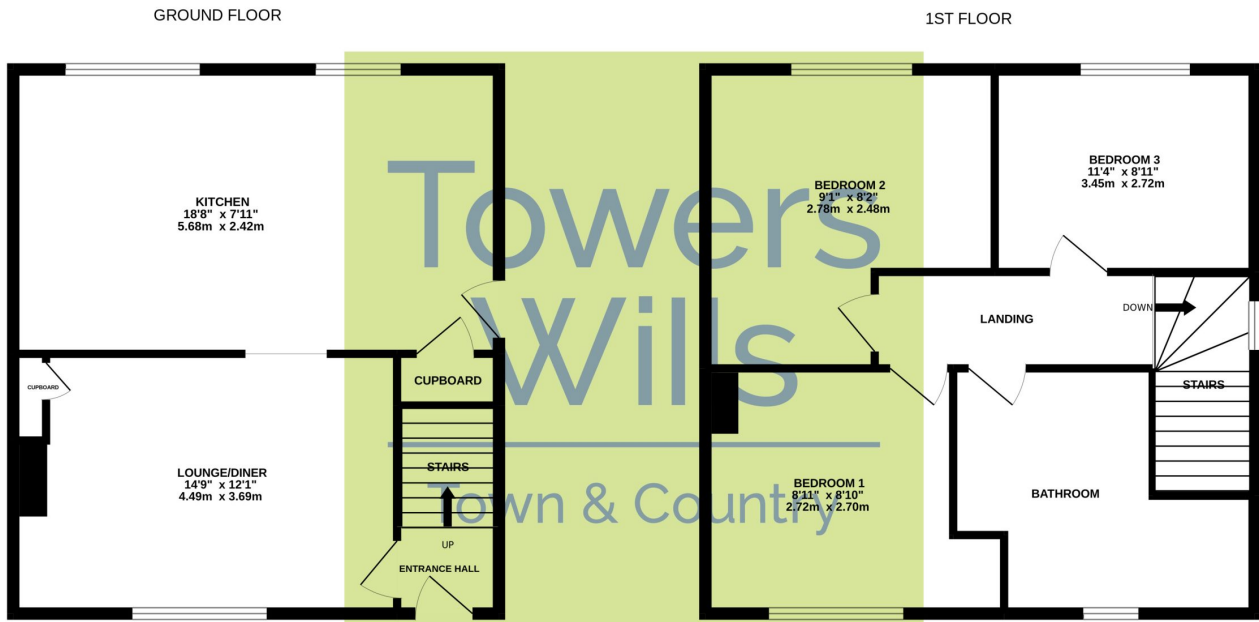 GROUND FLOOR
1ST FLOOR
KITCHEN
18'8" x 7'11"
5.68m x 2.42m
CUPBOARD
CUPBOARD
LOUNGE/DINER
14'9" x 12'1"
4.49m x 3.69m
STAIRS
UP
ENTRANCE HALL
BEDROOM 2
9'1" x 8'2"
2.78m x 2.48m
BEDROOM 3
11'4" x 8'11"
3.45m x 2.72m
LANDING
DOWN
STAIRS
BEDROOM 1
8'11" x 8'10"
2.72m x 2.70m
BATHROOM
Towers
Wills
Town & Country